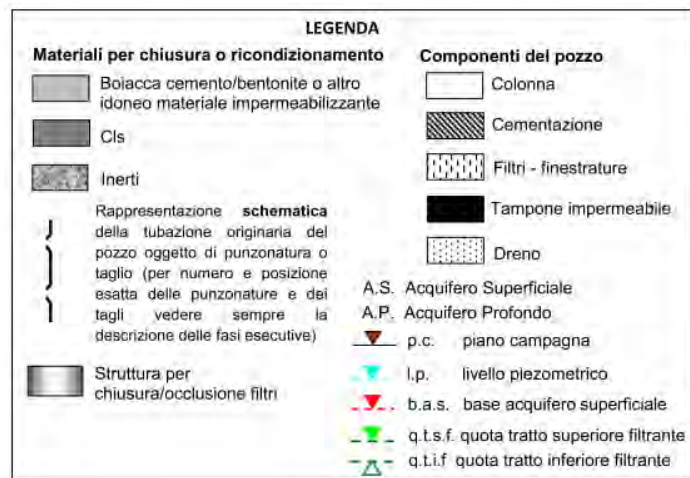 LEGENDA
Materiali per chiusura o ricondizionamento
Boiacca cemento/bentonite o altro
idoneo materiale impermeabilizzante
Cls
Inerti
Rappresentazione schematica
della tubazione originaria del
pozzo oggetto di punzonatura o
taglio (per numero e posizione
esatta delle punzonature e dei
tagli vedere sempre la
descrizione delle fasi esecutive)
Struttura per
chiusura/occlusione filtri
Componenti del pozzo
Colonna
Cementazione
Filtri - finestrature
Tampone impermeabile
Dreno
A.S. Acquifero Superficiale
A.P. Acquifero Profondo
p.c. piano campagna
l.p. livello piezometrico
b.a.s. base acquifero superficiale
q.t.s.f. quota tratto superiore filtrante
q.t.i.f quota tratto inferiore filtrante